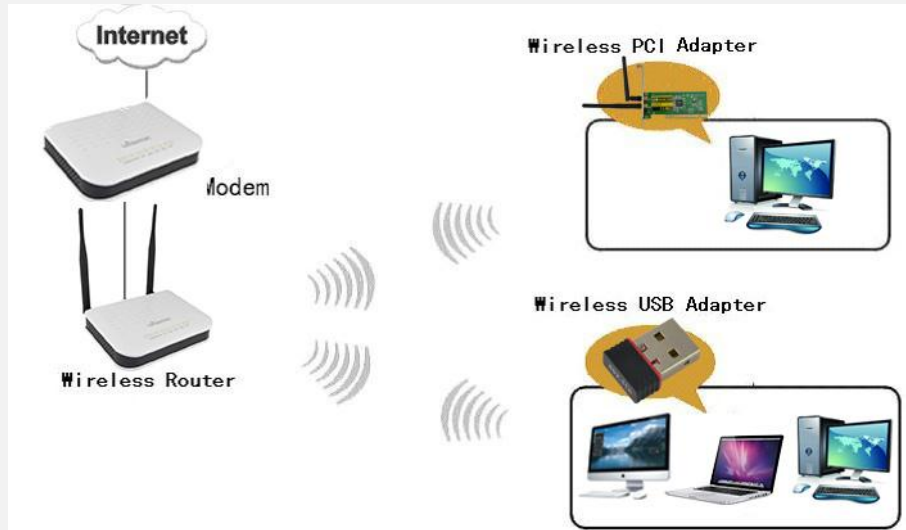 Internet
Wireless PCI Adapter
Modem
Wireless USB Adapter
Wireless Router